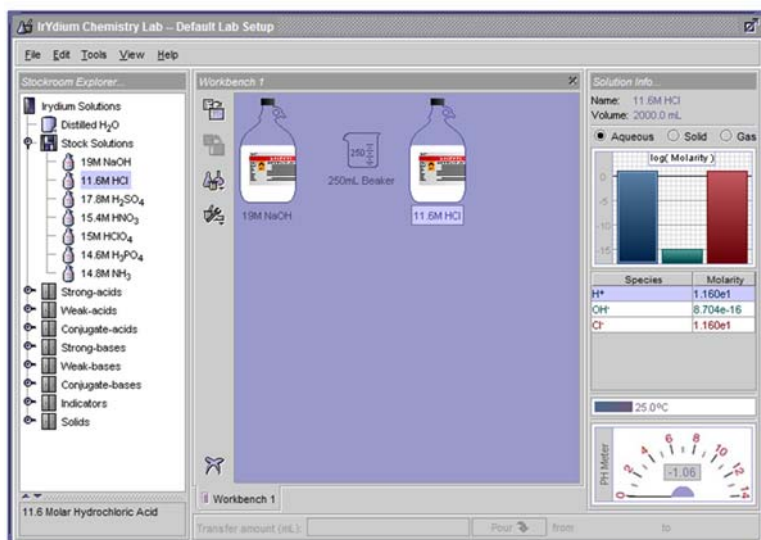 IrYdium Chemistry Lab -- Default Lab Setup
File Edit Tools View Help
Stockroom Explorer...
Irydium Solutions
Distilled H₂O
Stock Solutions
19M NaOH
11.6M HCl
17.8M H₂SO₄
15.4M HNO₃
15M HClO₄
14.6M H₃PO₄
14.8M NH₃
Strong-acids
Weak-acids
Conjugate-acids
Strong-bases
Weak-bases
Conjugate-bases
Indicators
Solids
11.6 Molar Hydrochloric Acid
Workbench 1
250
19M NaOH
250mL Beaker
11.6M HCl
Workbench 1
Transfer amount (mL): Pour from to
Solution Info...
Name: 11.6M HCl
Volume: 2000.0 mL
Aqueous Solid Gas
log( Molarity )
0
-5
-10
-15
Species Molarity
H⁺ 1.160e1
OH⁻ 8.704e-16
Cl⁻ 1.160e1
25.0ºC
PH Meter
0 2 4 6 8 10 12 14
-1.06